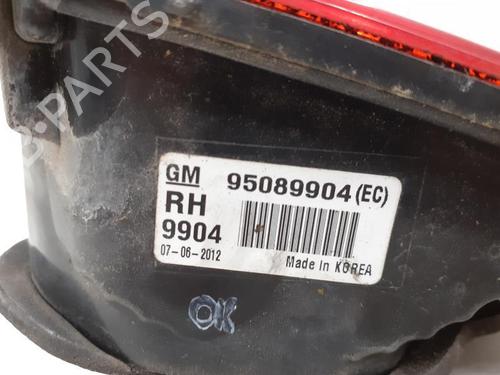 B-PARTS
GM 95089904 (EC)
RH
9904
07-06-2012 Made In KOREA
OK